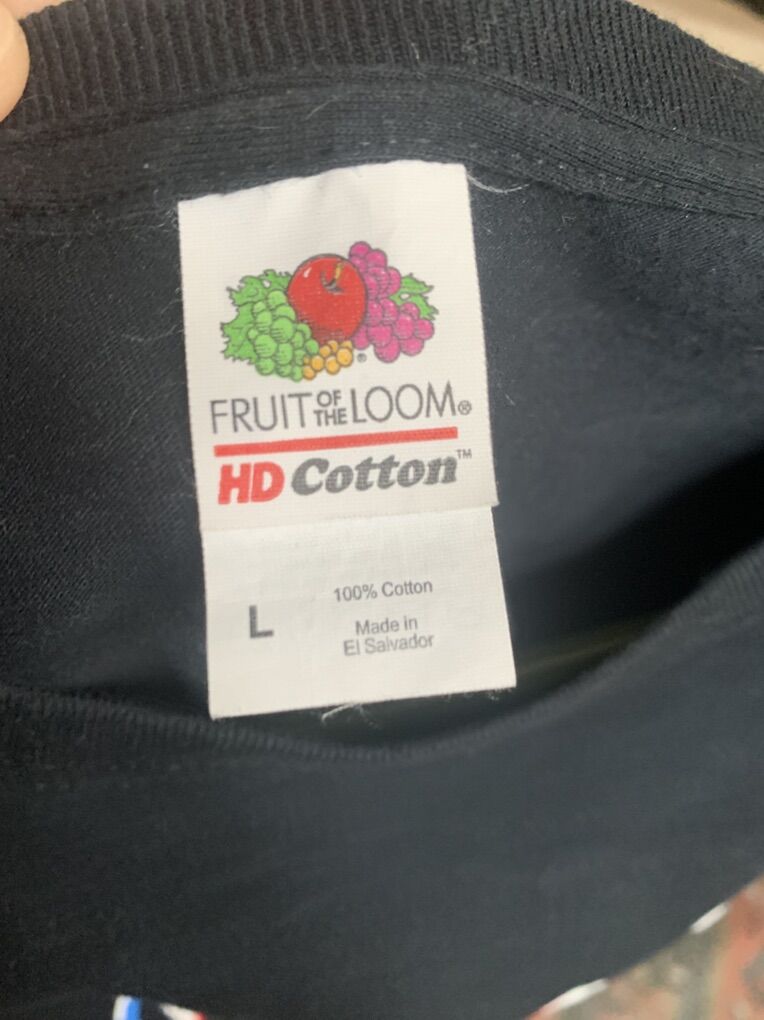 FRUIT OF THE LOOM®
HD Cotton™
L
100% Cotton
Made in
El Salvador